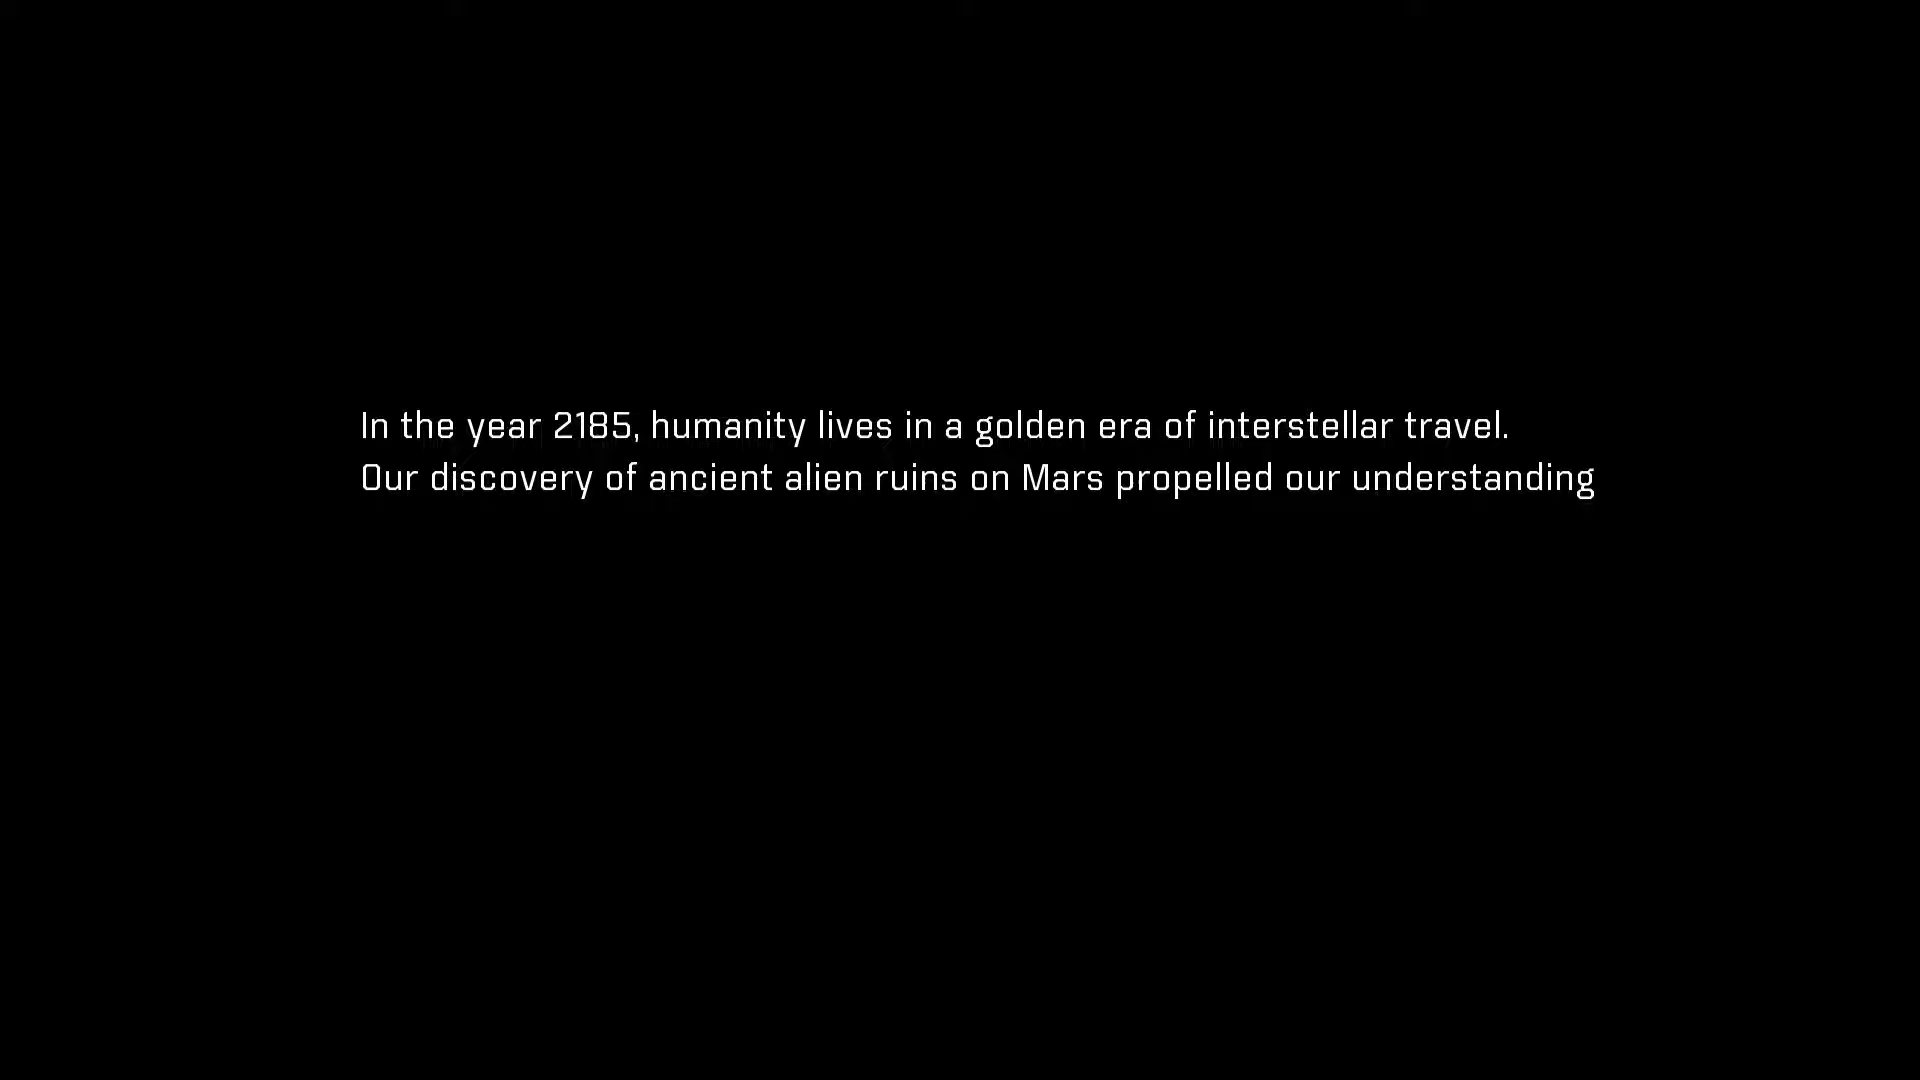 In the year 2185, humanity lives in a golden era of interstellar travel.
Our discovery of ancient alien ruins on Mars propelled our understanding